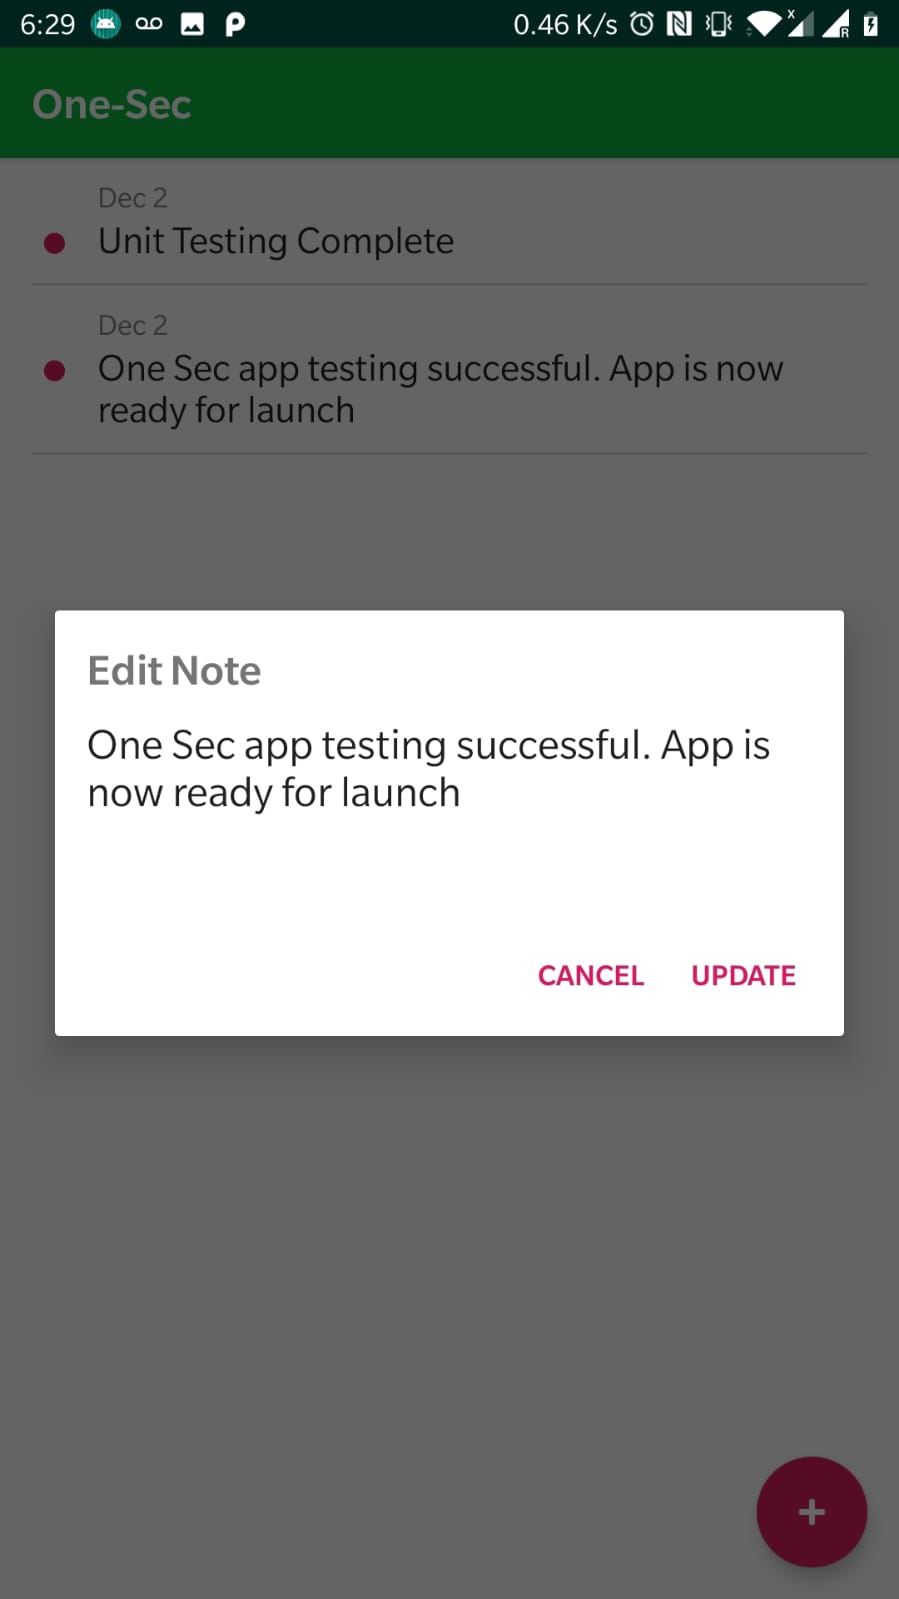 6:29
0.46 K/s
One-Sec
Dec 2
Unit Testing Complete
Dec 2
One Sec app testing successful. App is now
ready for launch
Edit Note
One Sec app testing successful. App is
now ready for launch
CANCEL UPDATE